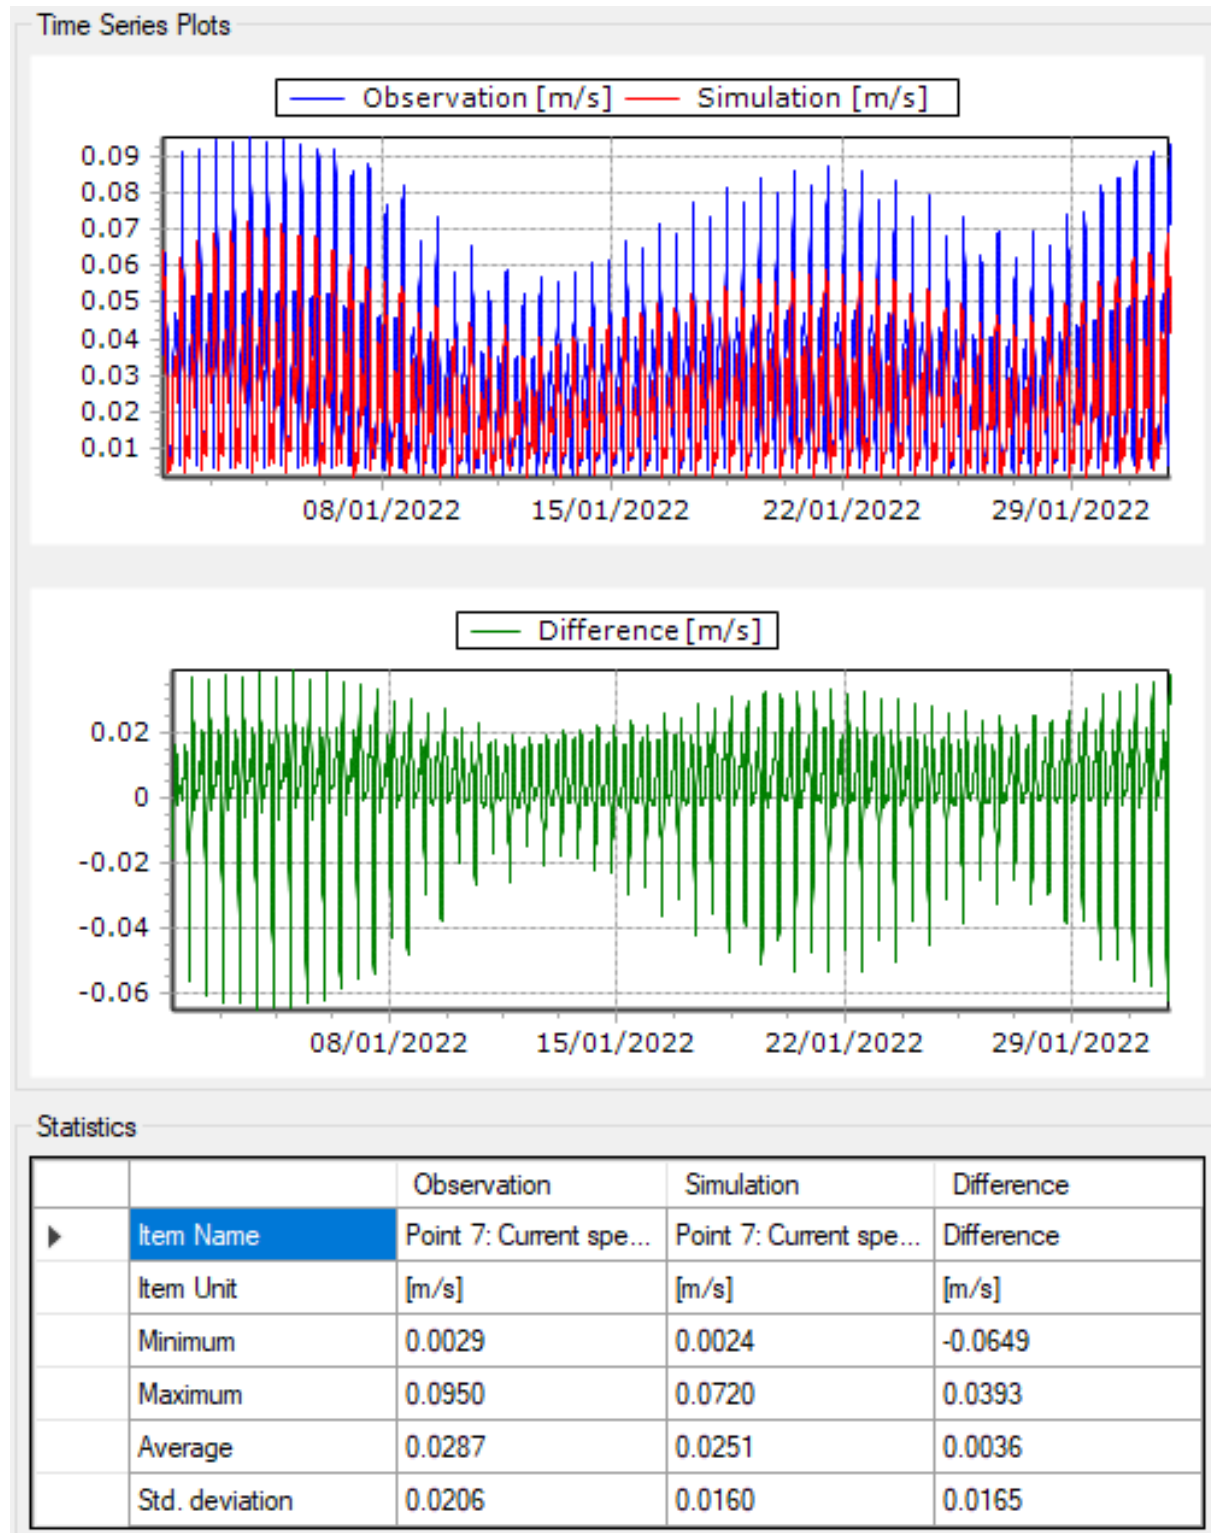 Time Series Plots
Observation [m/s] Simulation [m/s]
0.09
0.08
0.07
0.06
0.05
0.04
0.03
0.02
0.01
08/01/2022 15/01/2022 22/01/2022 29/01/2022
Difference [m/s]
0.02
0
-0.02
-0.04
-0.06
08/01/2022 15/01/2022 22/01/2022 29/01/2022
Statistics
Observation Simulation Difference
Item Name Point 7: Current spe... Point 7: Current spe... Difference
Item Unit [m/s] [m/s] [m/s]
Minimum 0.0029 0.0024 -0.0649
Maximum 0.0950 0.0720 0.0393
Average 0.0287 0.0251 0.0036
Std. deviation 0.0206 0.0160 0.0165